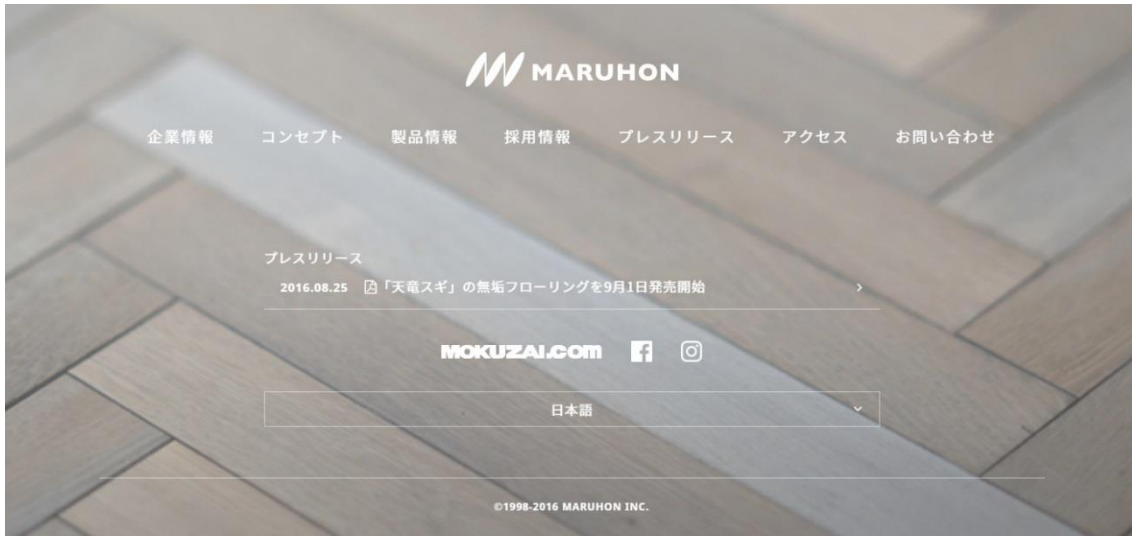 MARUHON
企業情報 コンセプト 製品情報 採用情報 プレスリリース アクセス お問い合わせ
プレスリリース
2016.08.25 「天竜スギ」の無垢フローリングを9月1日発売開始
MOKUZAI.COM
日本語
©1998-2016 MARUHON INC.